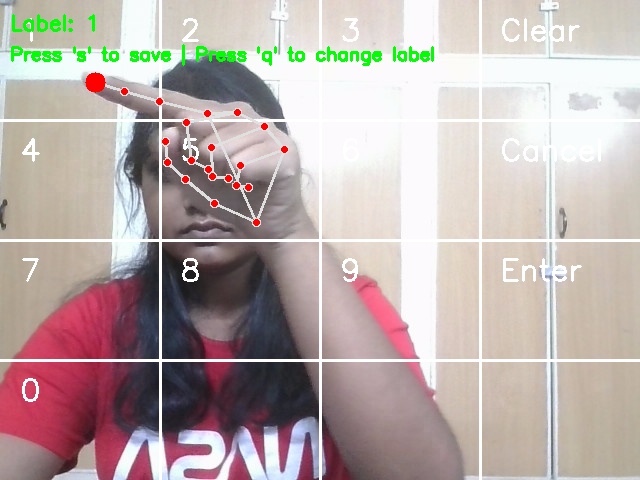 Label: 1
Press 's' to save | Press 'q' to change label
1 2 3 Clear
4 5 6 Cancel
7 8 9 Enter
0
NASA